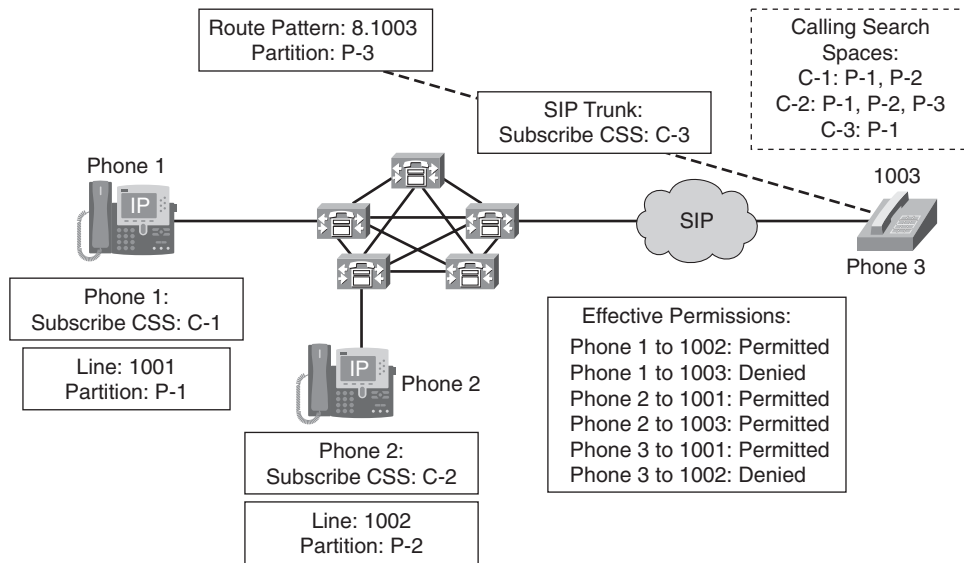 Route Pattern: 8.1003
Partition: P-3
Calling Search
Spaces:
C-1: P-1, P-2
C-2: P-1, P-2, P-3
C-3: P-1
SIP Trunk:
Subscribe CSS: C-3
Phone 1
IP
1003
SIP
Phone 3
Phone 1:
Subscribe CSS: C-1
Line: 1001
Partition: P-1
IP
Phone 2
Phone 2:
Subscribe CSS: C-2
Line: 1002
Partition: P-2
Effective Permissions:
Phone 1 to 1002: Permitted
Phone 1 to 1003: Denied
Phone 2 to 1001: Permitted
Phone 2 to 1003: Permitted
Phone 3 to 1001: Permitted
Phone 3 to 1002: Denied